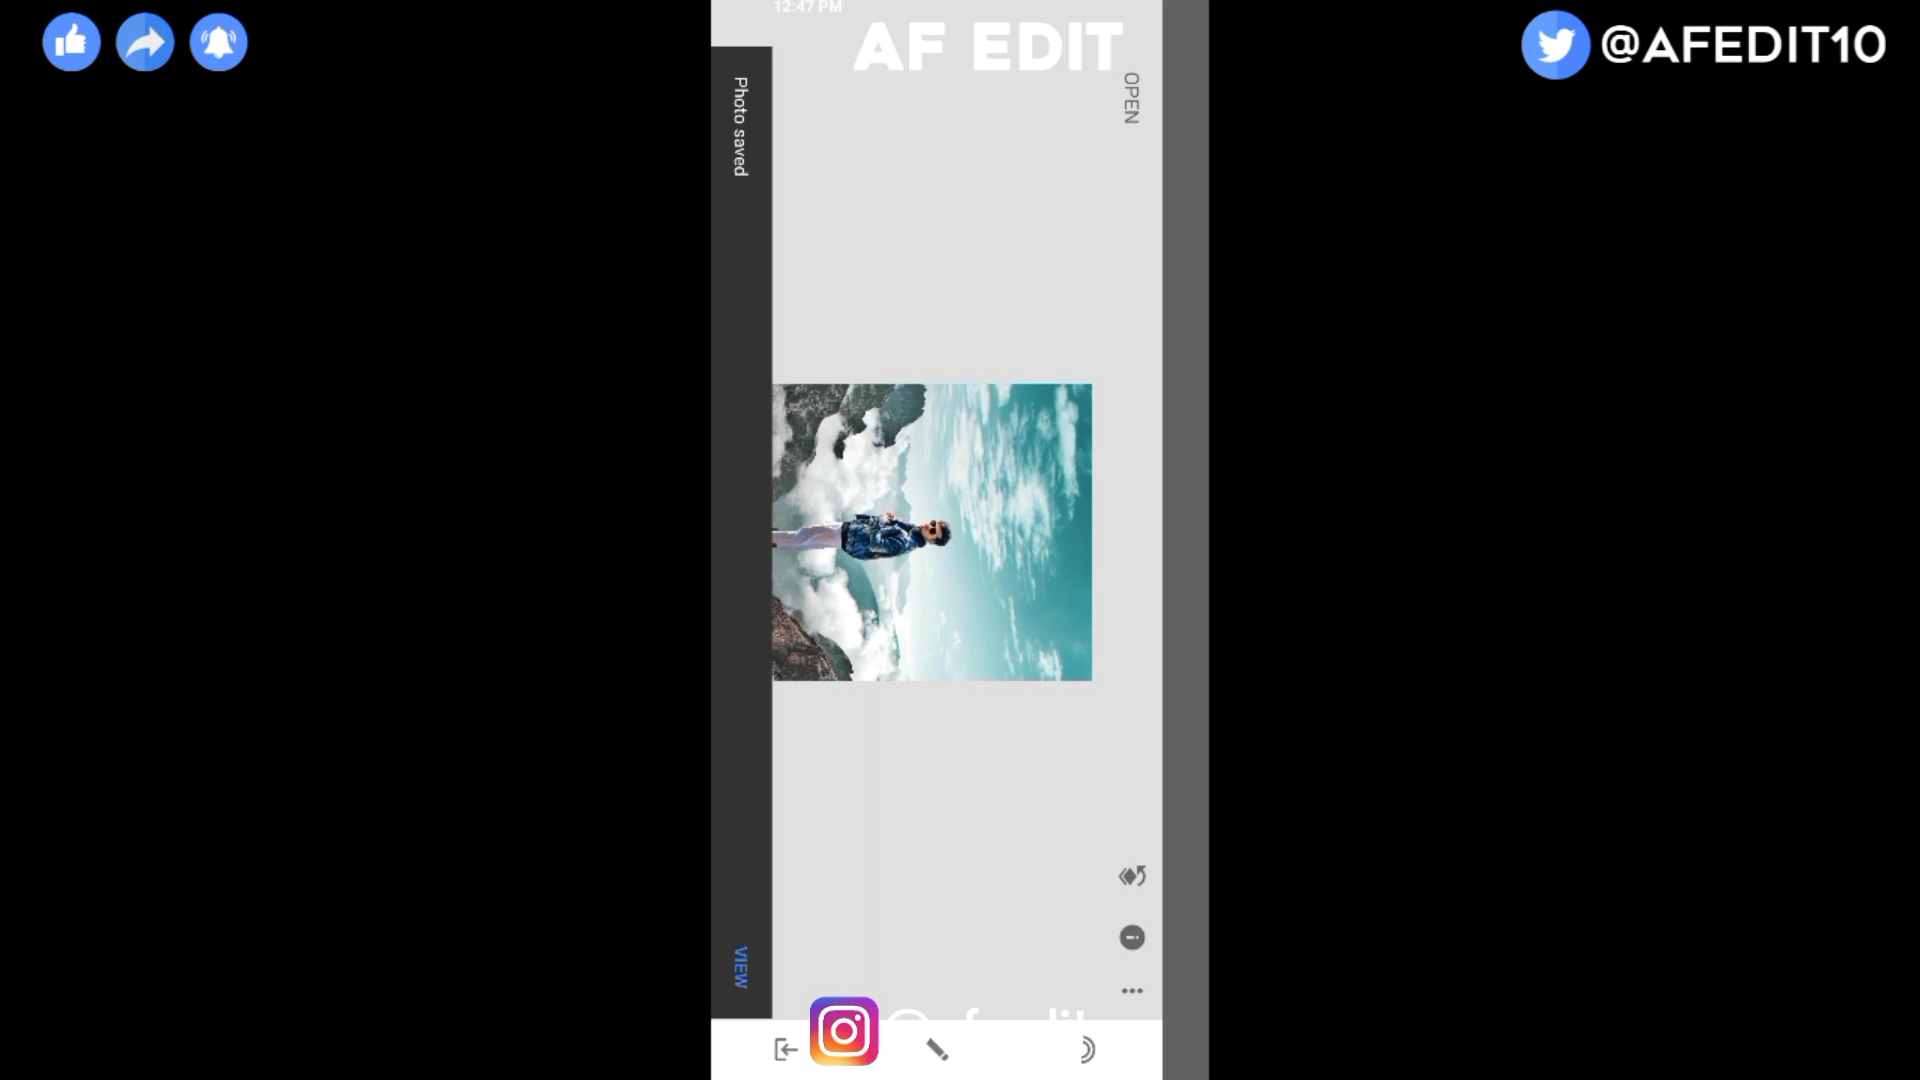 12:47 PM
AF EDIT
@AFEDIT10
OPEN
Photo saved
VIEW